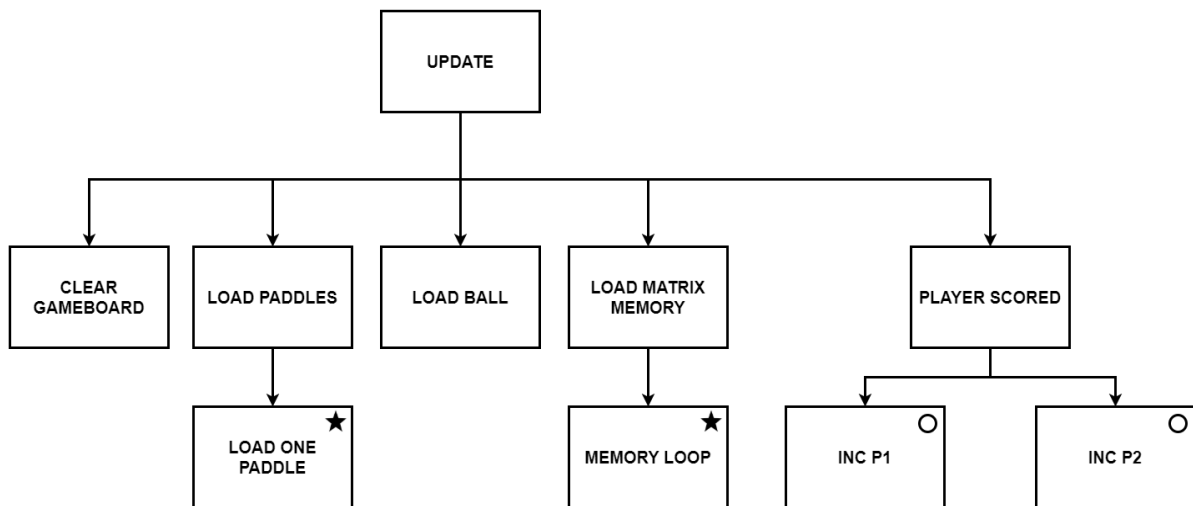 UPDATE
CLEAR
GAMEBOARD
LOAD PADDLES
LOAD BALL
LOAD MATRIX
MEMORY
PLAYER SCORED
LOAD ONE
PADDLE
MEMORY LOOP
INC P1
INC P2